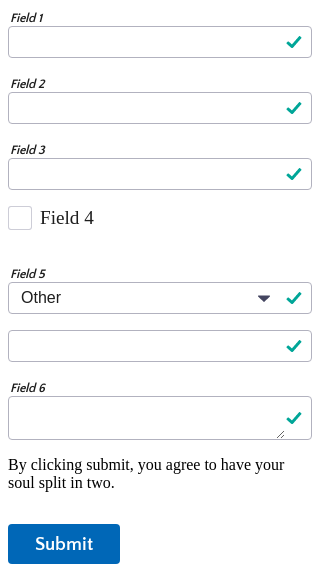 Field 1
Field 2
Field 3
Field 4
Field 5
Other
Field 6
By clicking submit, you agree to have your
soul split in two.
Submit